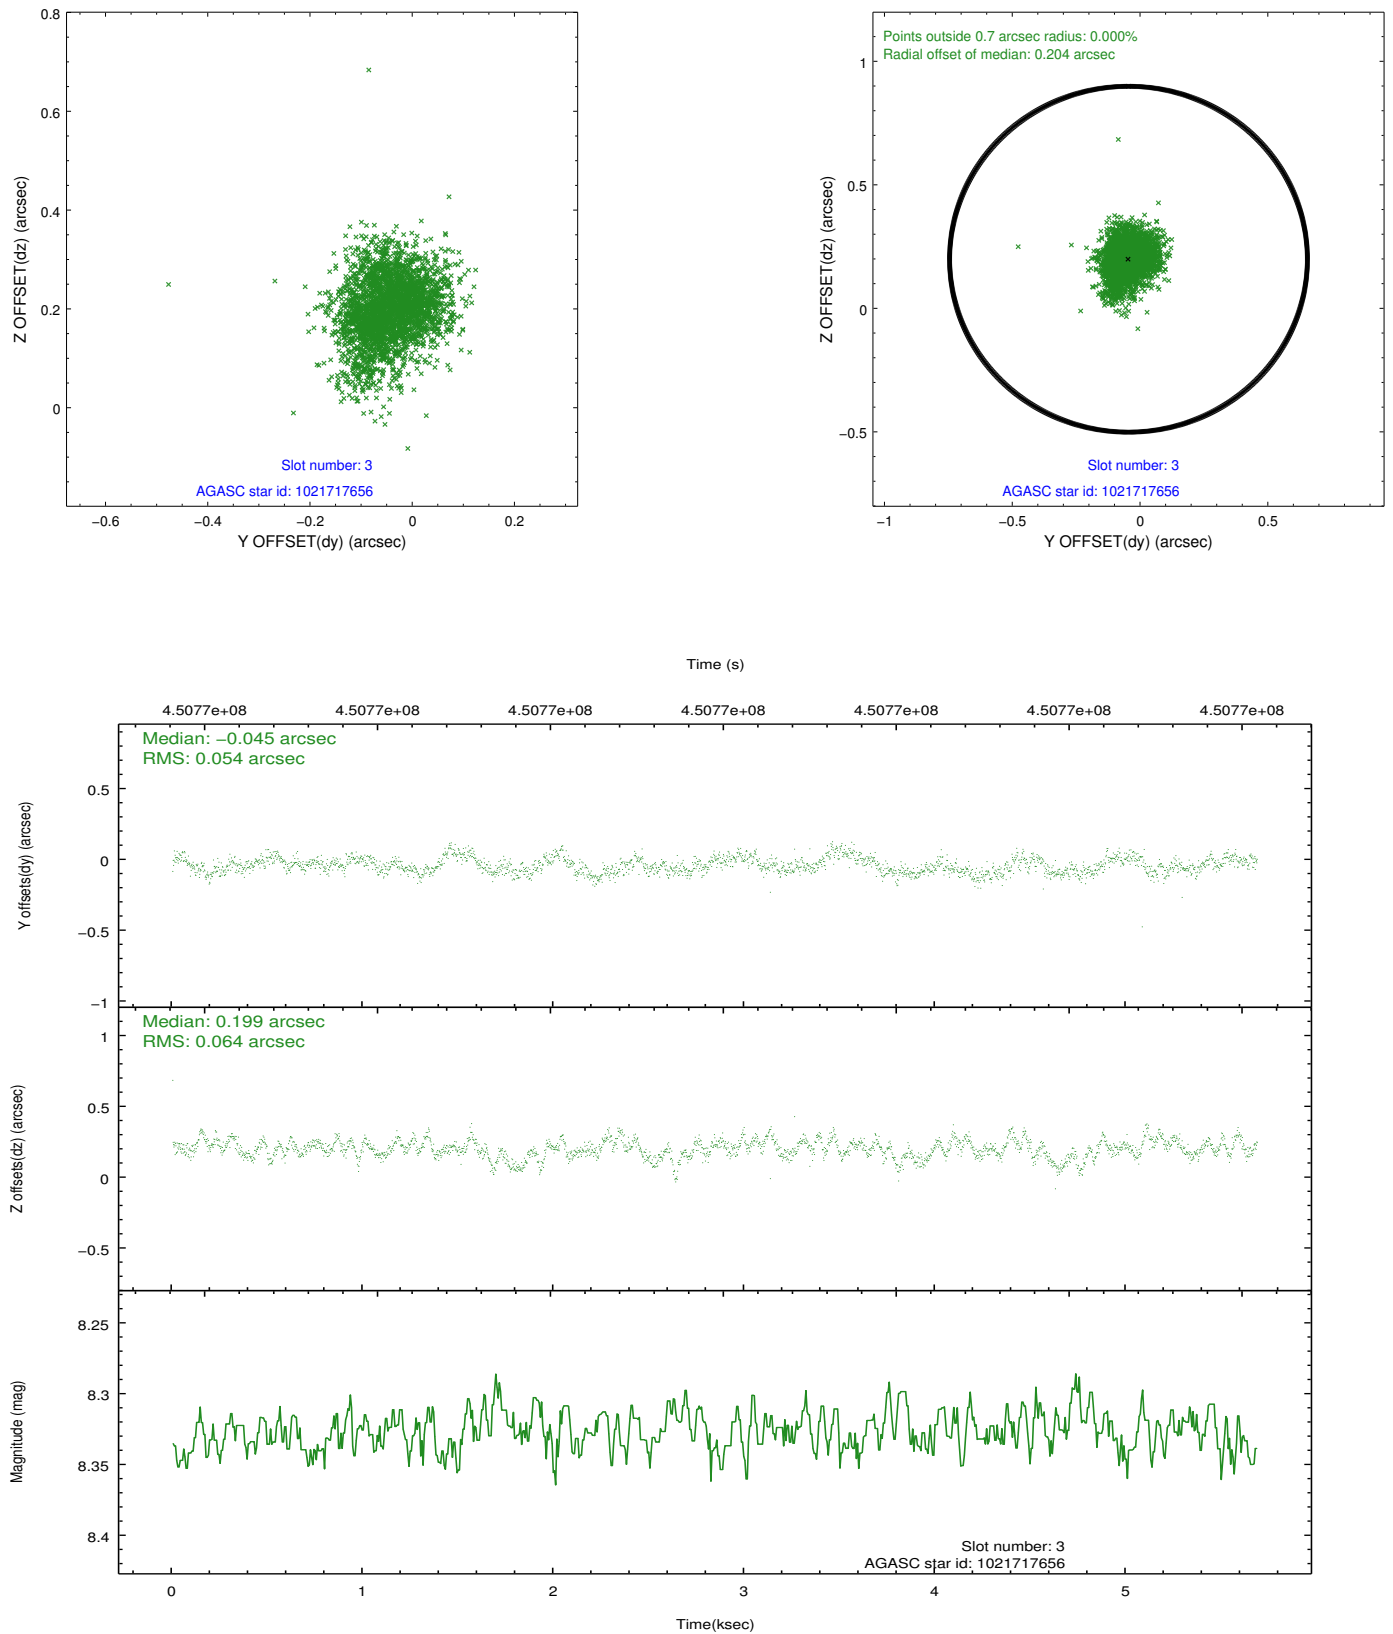 0.8
0.6
0.4
0.2
0
Z OFFSET(dz) (arcsec)
Slot number: 3
AGASC star id: 1021717656
−0.6
−0.4
−0.2
0
0.2
Y OFFSET(dy) (arcsec)
Points outside 0.7 arcsec radius: 0.000%
Radial offset of median: 0.204 arcsec
1
0.5
0
−0.5
Z OFFSET(dz) (arcsec)
Slot number: 3
AGASC star id: 1021717656
−1
−0.5
0
0.5
Y OFFSET(dy) (arcsec)
Time (s)
4.5077e+08
4.5077e+08
4.5077e+08
4.5077e+08
4.5077e+08
4.5077e+08
4.5077e+08
Median: −0.045 arcsec
RMS: 0.054 arcsec
0.5
0
−0.5
−1
Y offsets(dy) (arcsec)
Median: 0.199 arcsec
RMS: 0.064 arcsec
1
0.5
0
−0.5
Z offsets(dz) (arcsec)
8.25
8.3
8.35
8.4
Magnitude (mag)
Slot number: 3
AGASC star id: 1021717656
0
1
2
3
4
5
Time(ksec)